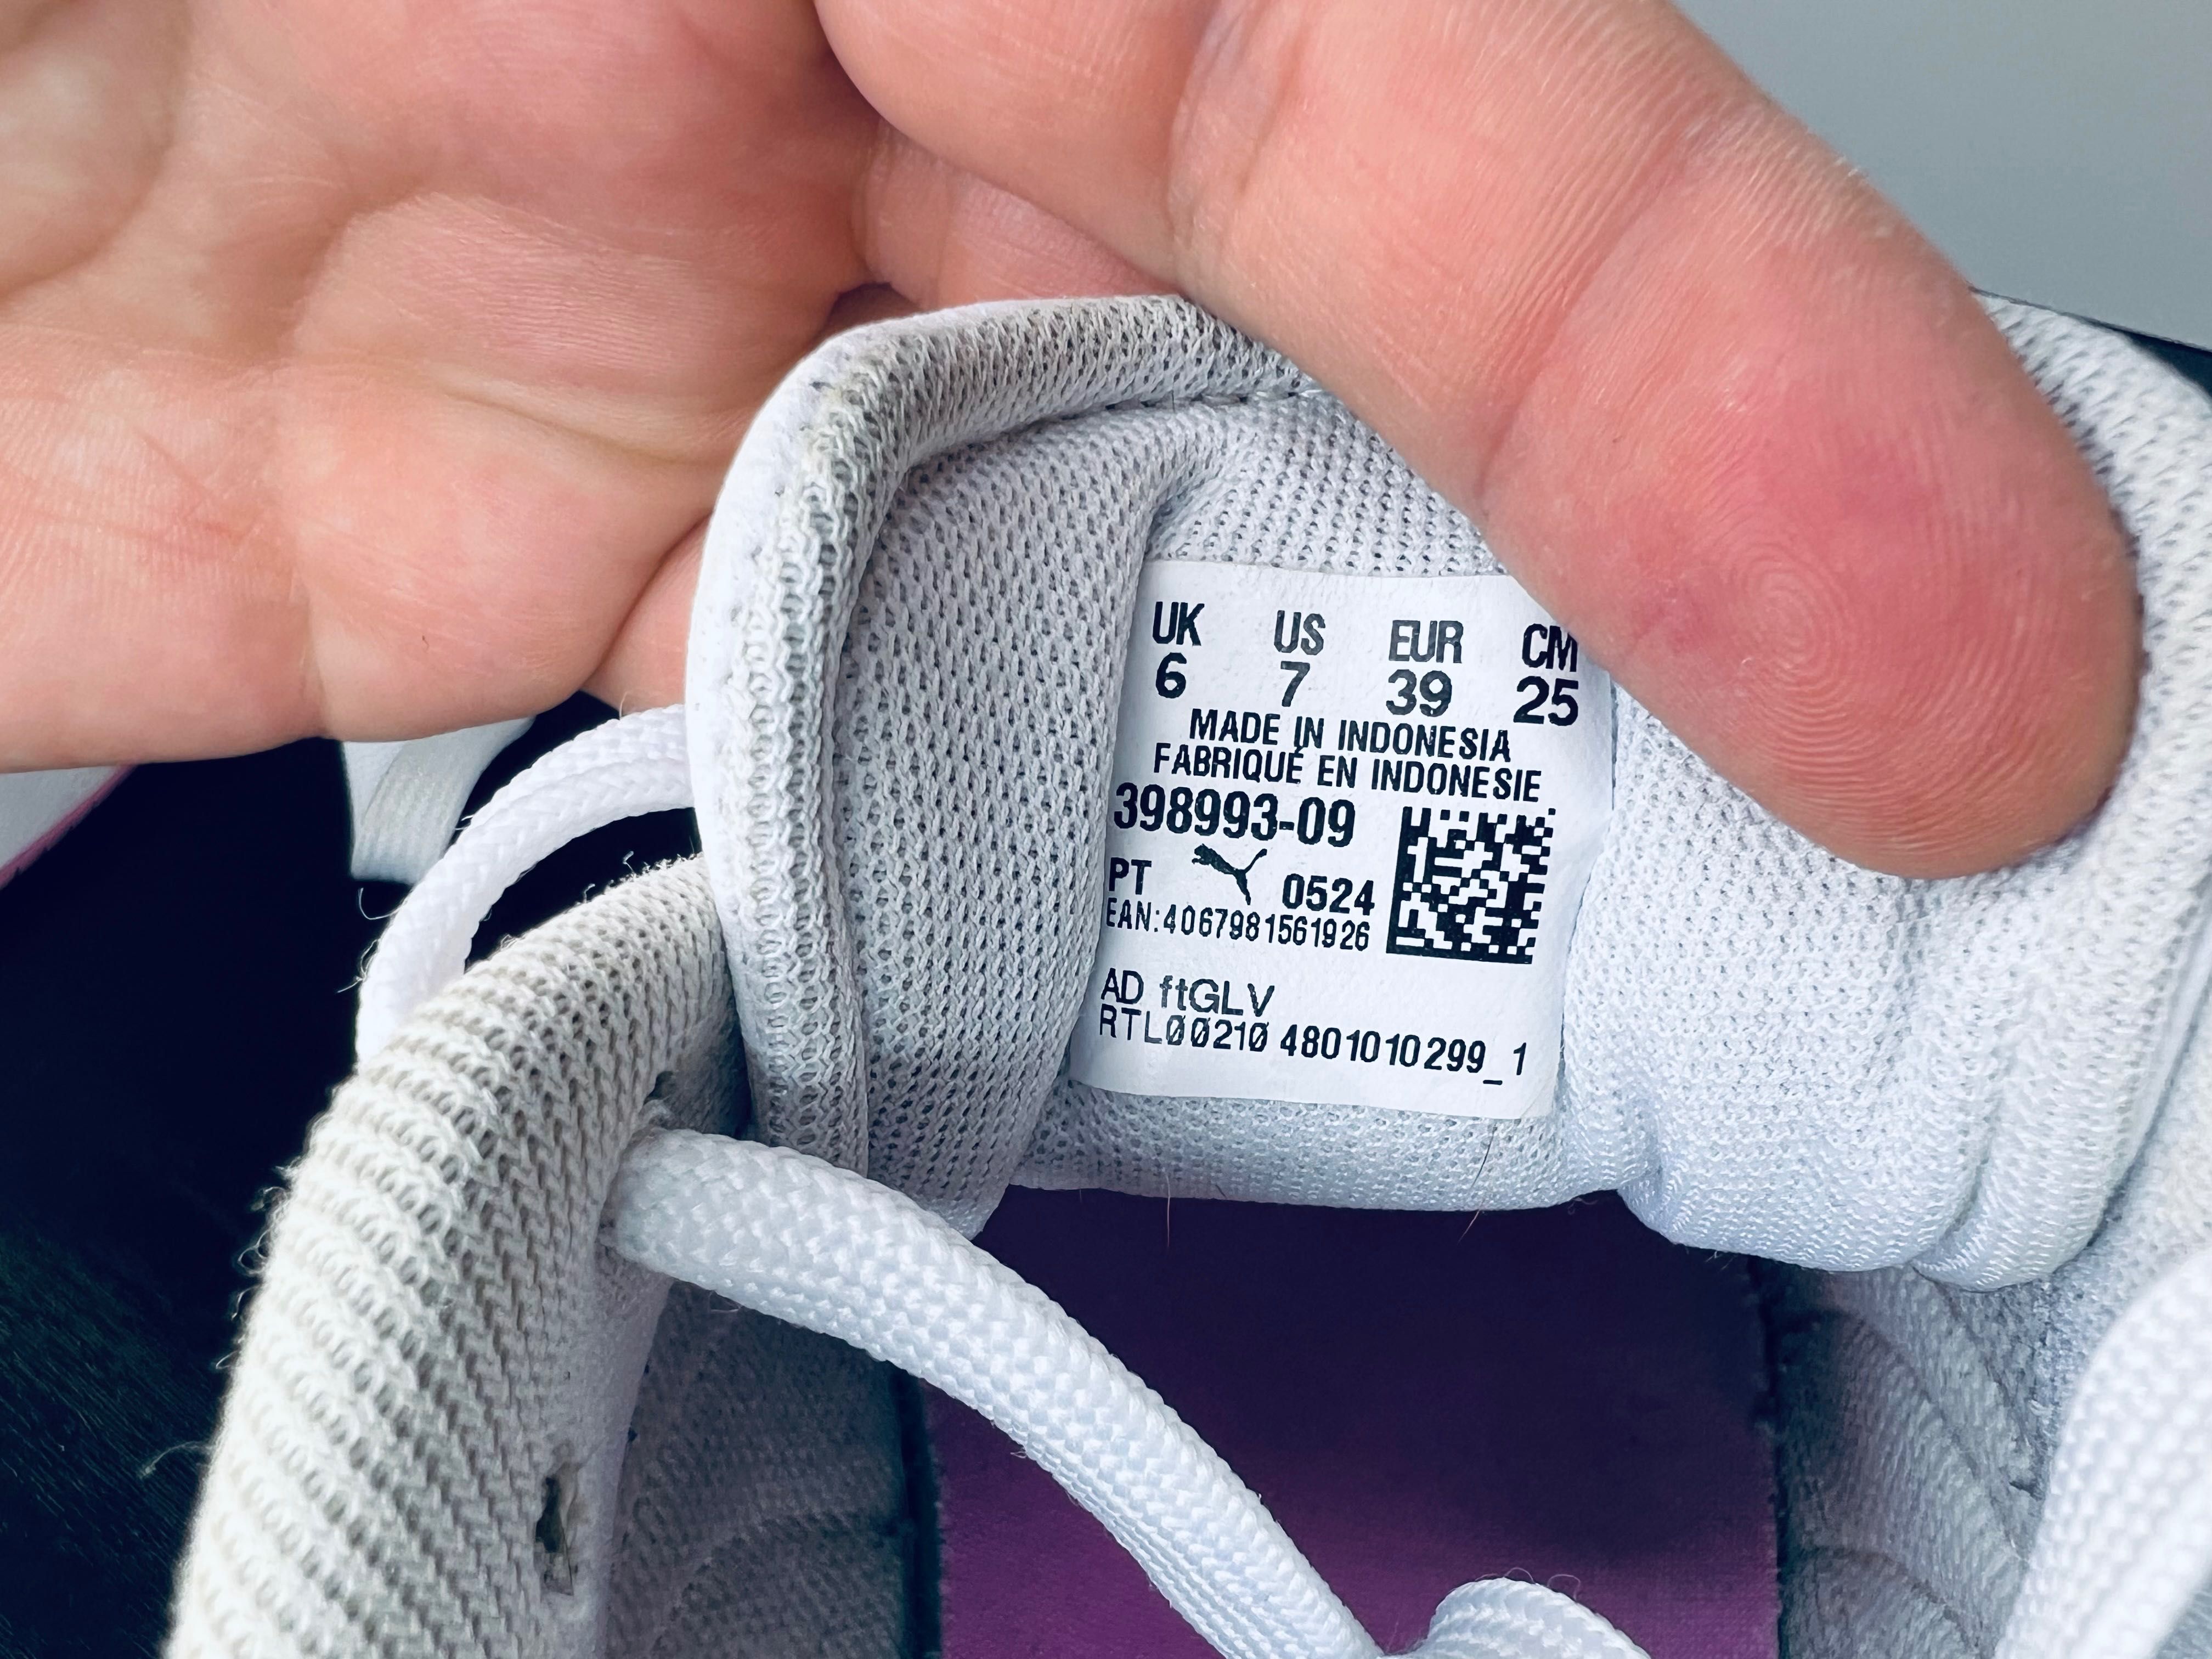 UK US EUR CM
6 7 39 25
MADE IN INDONESIA
FABRIQUÉ EN INDONESIE
398993-09
PT 0524
EAN:4067981561926
AD ftGLV
RTL00210 4801010299_1